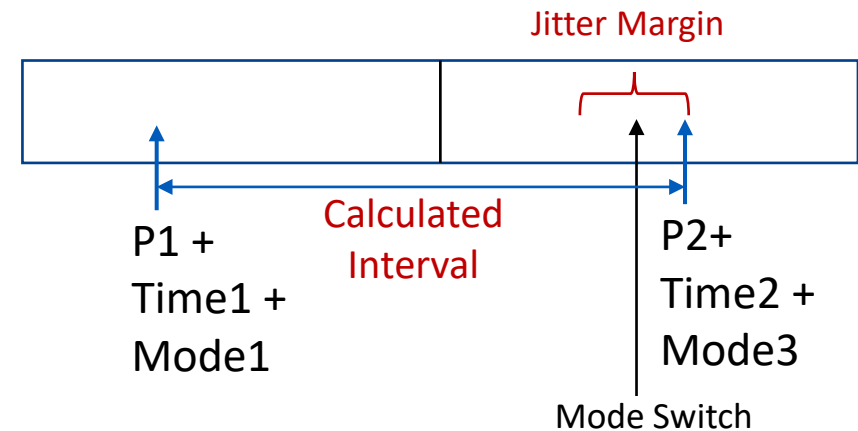 Jitter Margin
Calculated
Interval
P1 +
Time1 +
Mode1
P2+
Time2 +
Mode3
Mode Switch